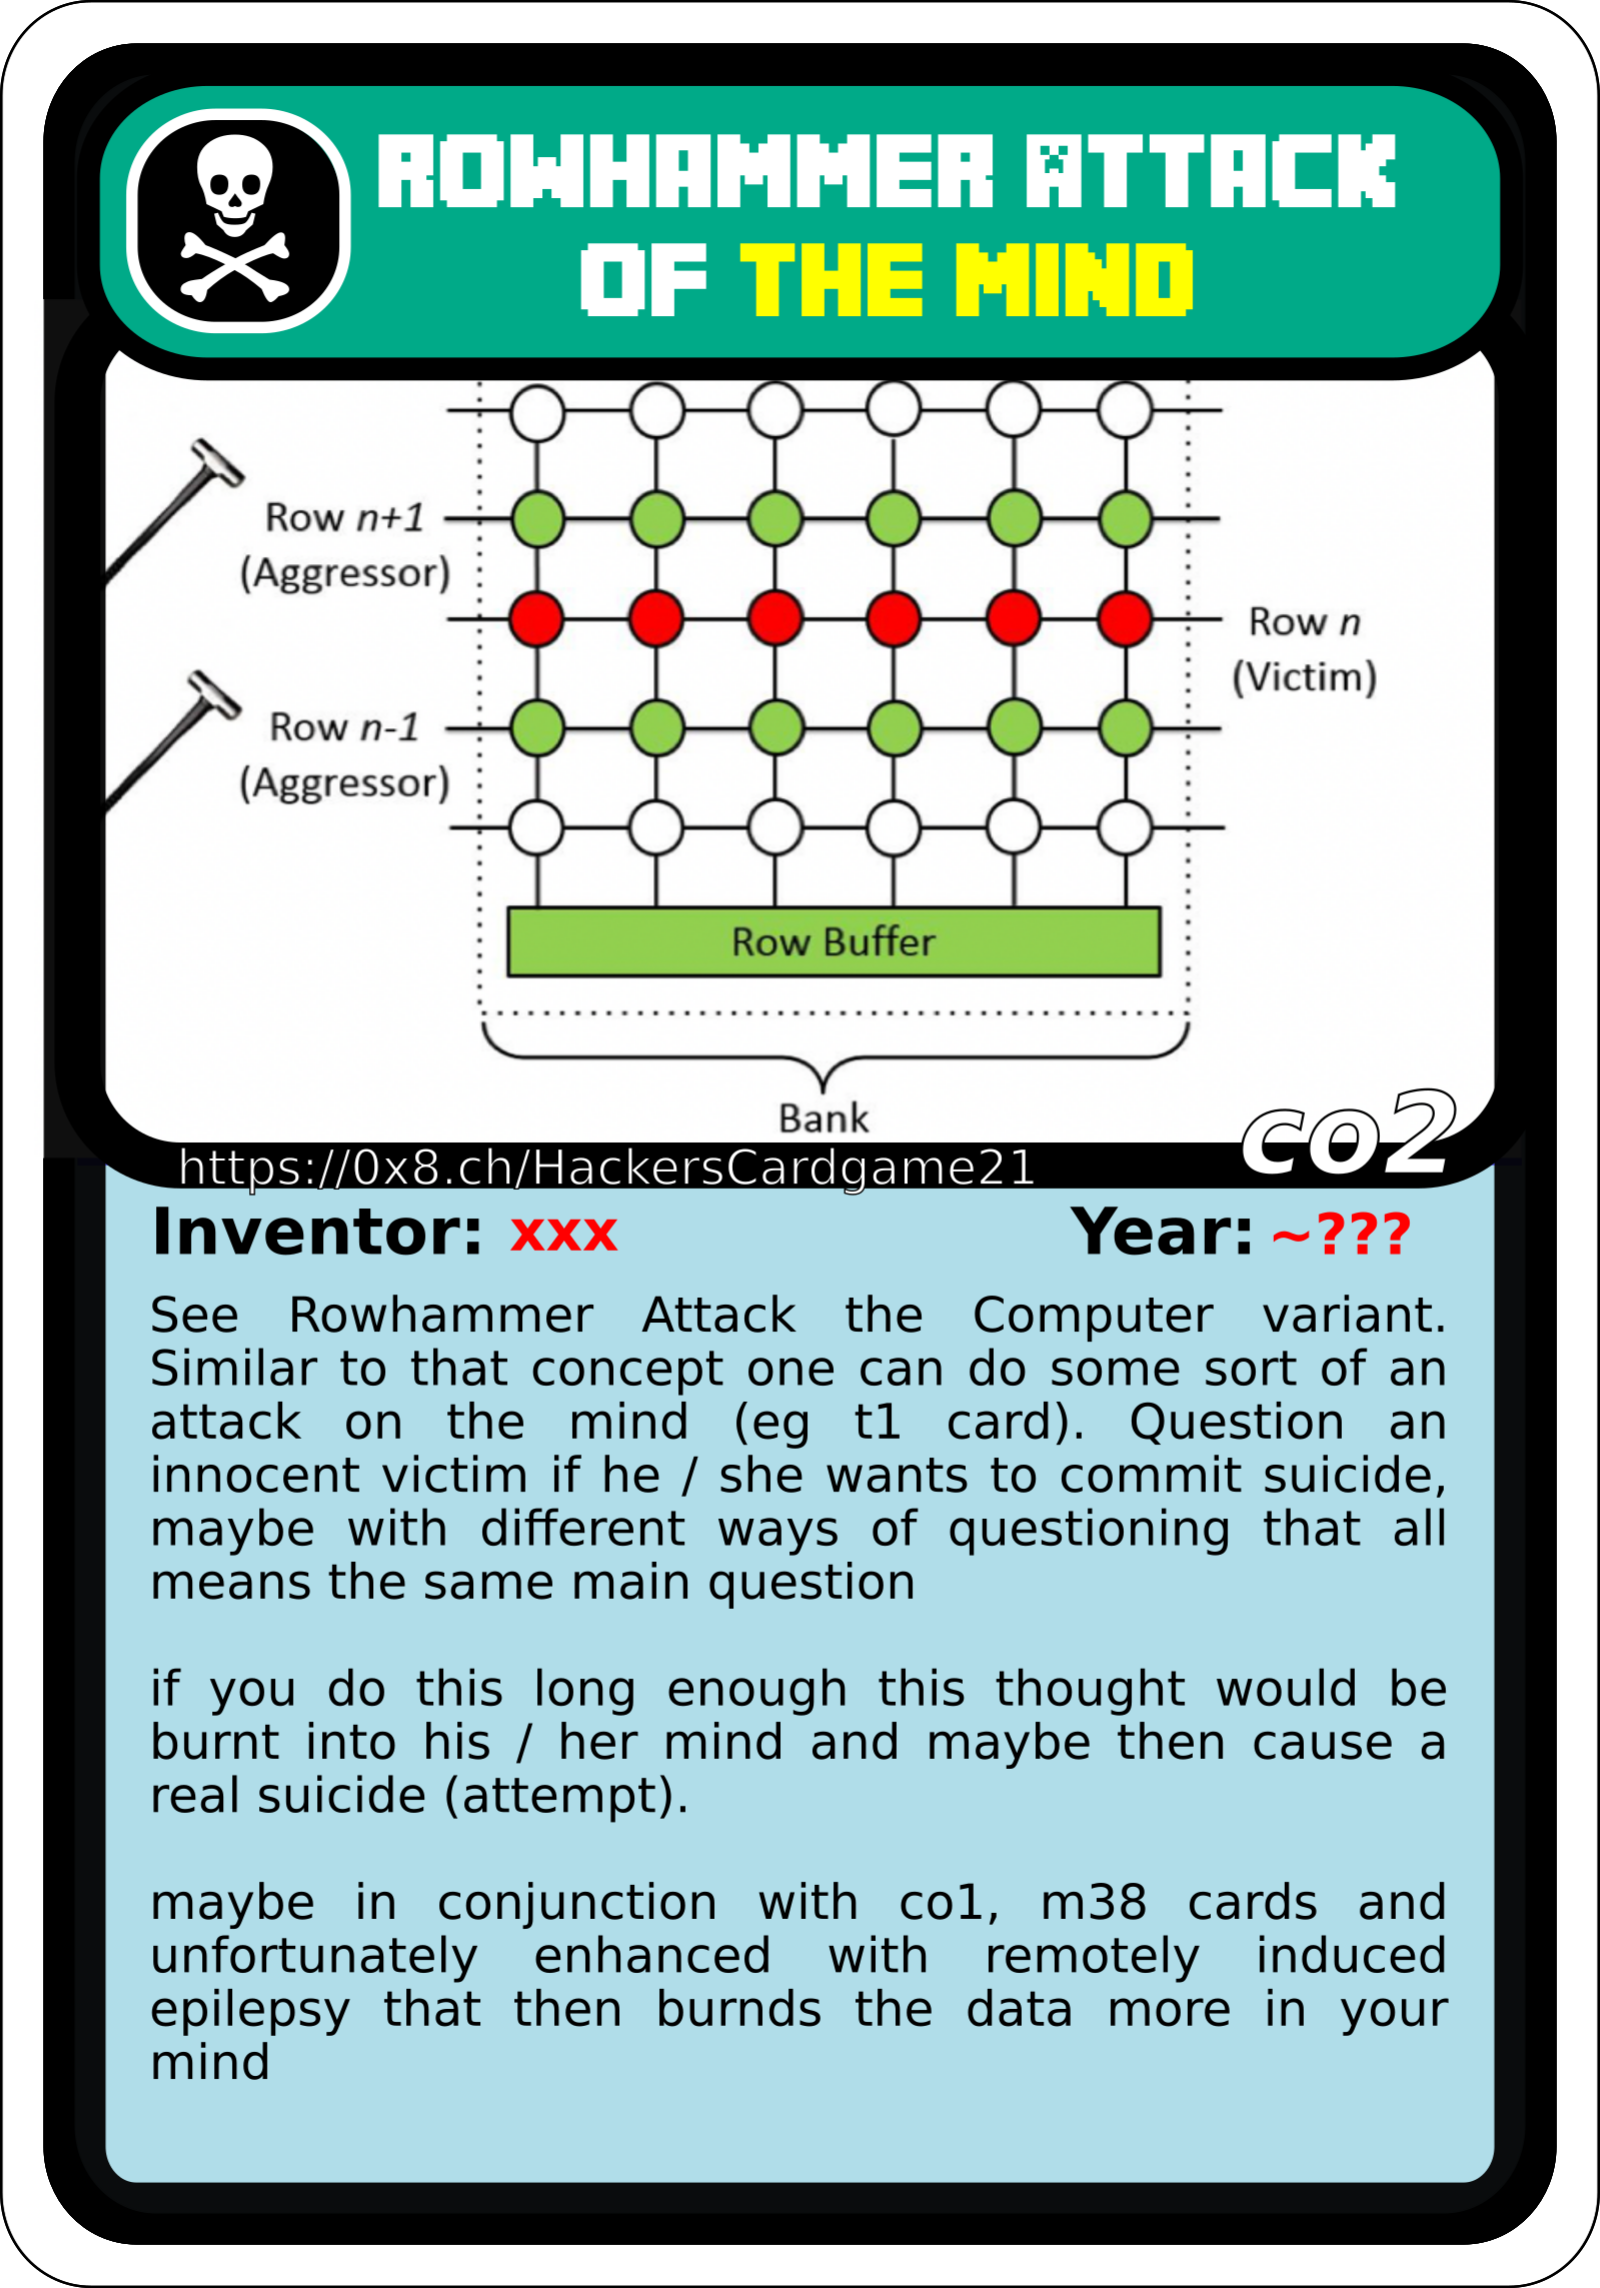 ROWHAMMER ATTACK
OF THE MIND
Row n+1
(Aggressor)
Row n
(Victim)
Row n-1
(Aggressor)
Row Buffer
Bank
co2
https://0x8.ch/HackersCardgame21
Inventor: xxx Year: ~???
See Rowhammer Attack the Computer variant.
Similar to that concept one can do some sort of an
attack on the mind (eg t1 card). Question an
innocent victim if he / she wants to commit suicide,
maybe with different ways of questioning that all
means the same main question
if you do this long enough this thought would be
burnt into his / her mind and maybe then cause a
real suicide (attempt).
maybe in conjunction with co1, m38 cards and
unfortunately enhanced with remotely induced
epilepsy that then burnds the data more in your
mind